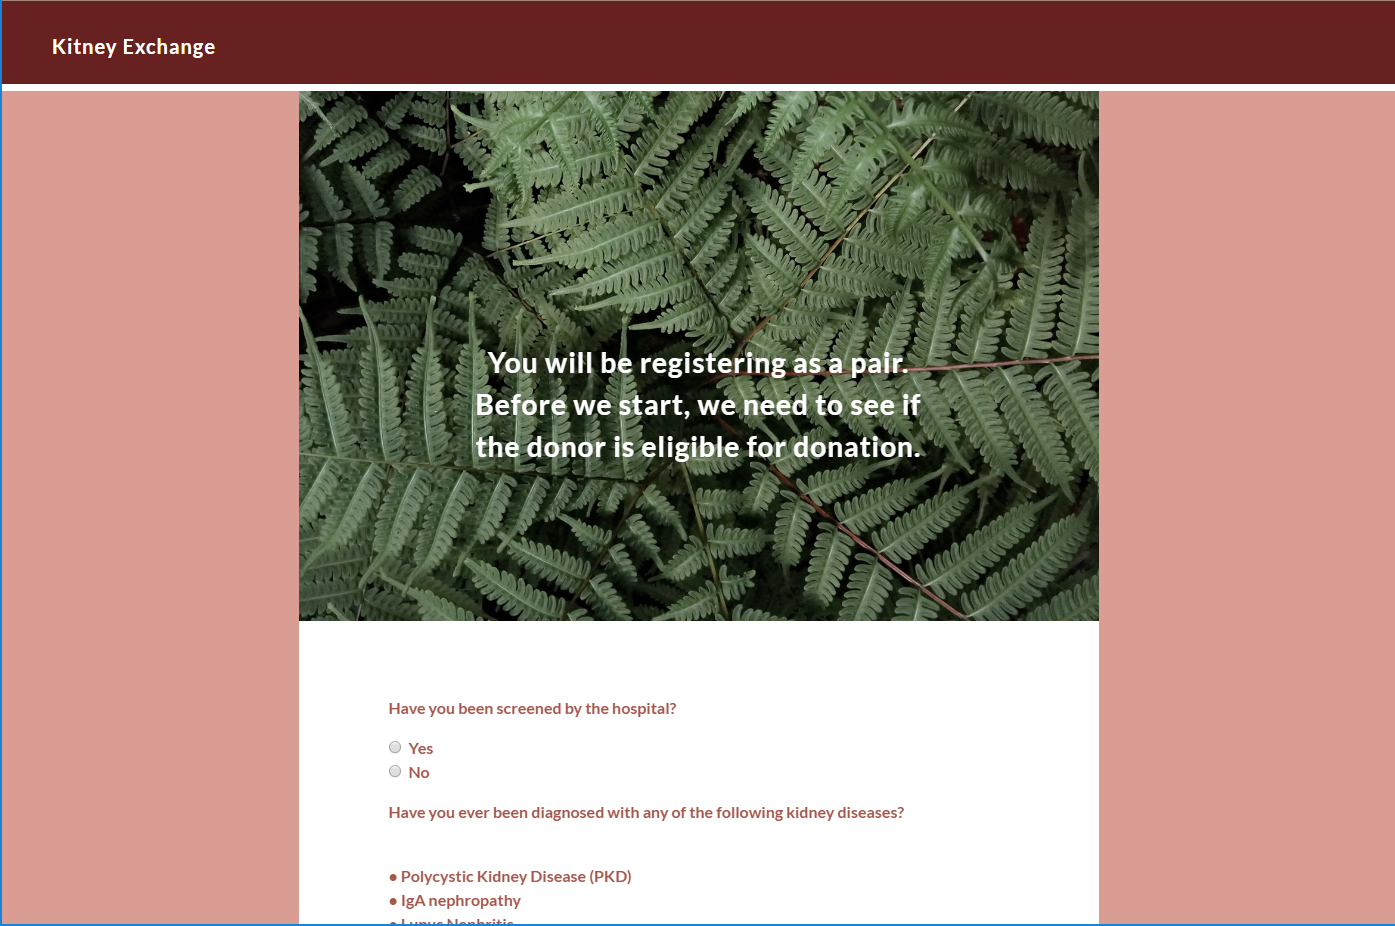 Kitney Exchange
You will be registering as a pair.
Before we start, we need to see if
the donor is eligible for donation.
Have you been screened by the hospital?
Yes
No
Have you ever been diagnosed with any of the following kidney diseases?
• Polycystic Kidney Disease (PKD)
• IgA nephropathy
• Lupus Nephritis